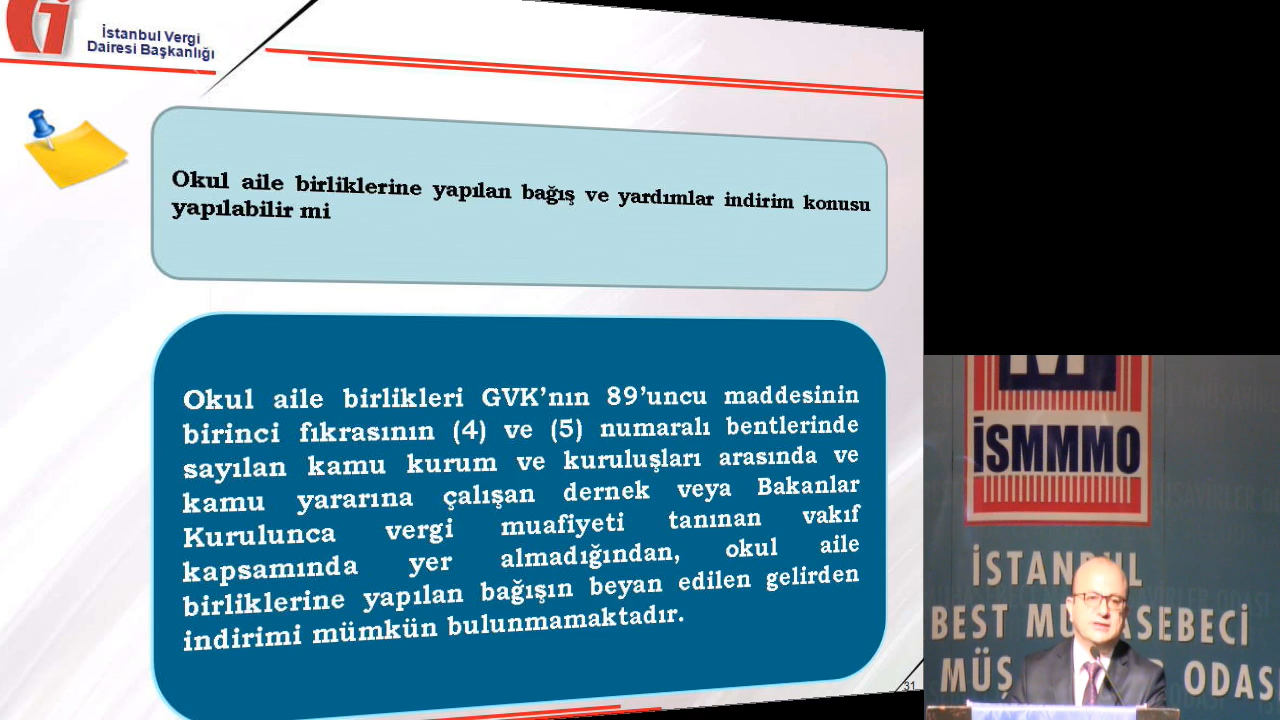 İstanbul Vergi
Dairesi Başkanlığı
Okul aile birliklerine yapılan bağış ve yardımlar indirim konusu
yapılabilir mi
Okul aile birlikleri GVK’nın 89’uncu maddesinin
birinci fıkrasının (4) ve (5) numaralı bentlerinde
sayılan kamu kurum ve kuruluşları arasında ve
kamu yararına çalışan dernek veya Bakanlar
Kurulunca vergi muafiyeti tanınan vakıf
kapsamında yer almadığından, okul aile
birliklerine yapılan bağışın beyan edilen gelirden
indirimi mümkün bulunmamaktadır.
31
M
İSMMMO
İSTAN UL
BEST MU ASEBECİ
MÜŞ R ODAS